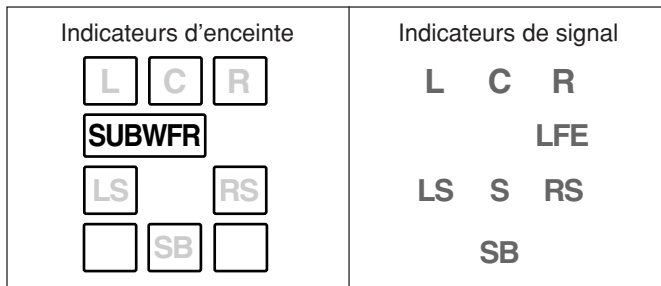 Indicateurs d'enceinte
L C R
SUBWFR
LS RS
SB
Indicateurs de signal
L C R
LFE
LS S RS
SB